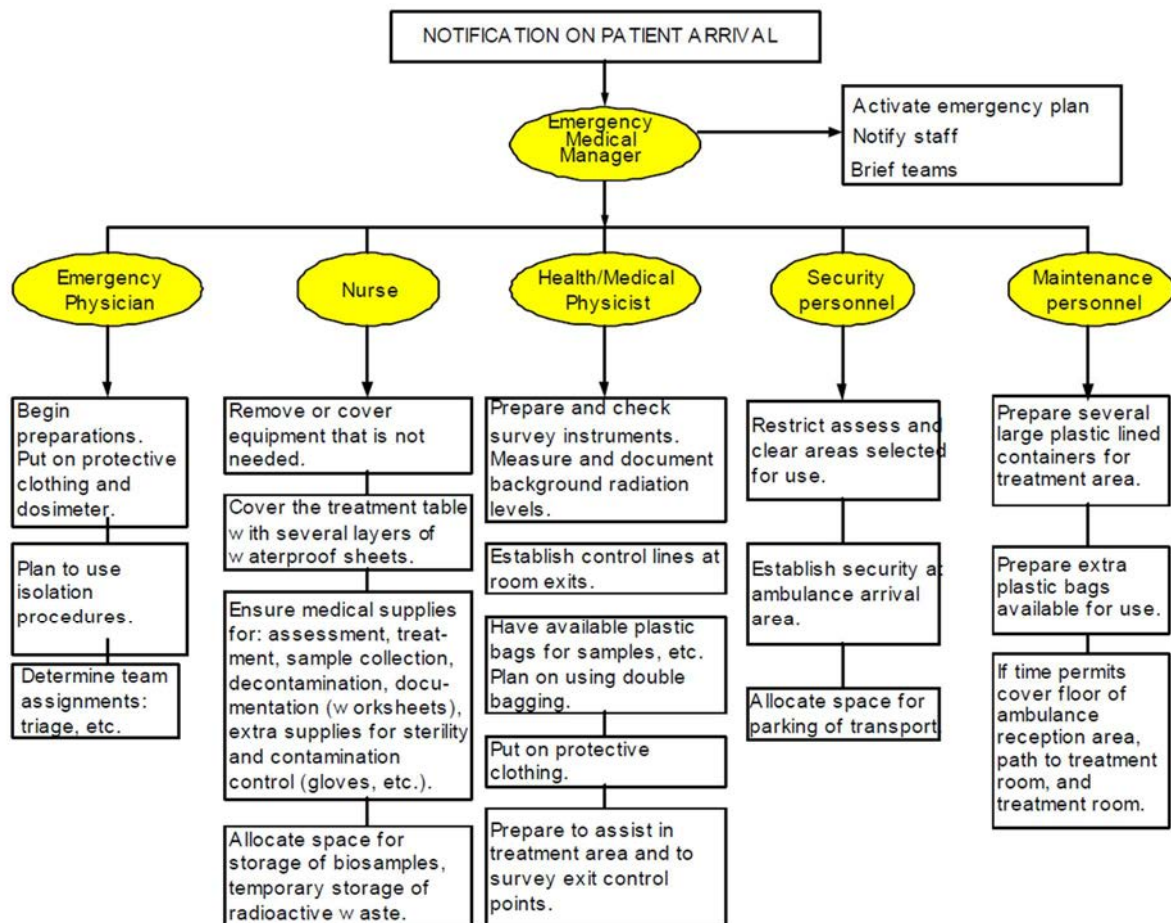 NOTIFICATION ON PATIENT ARRIVAL
Emergency
Medical
Manager
Activate emergency plan
Notify staff
Brief teams
Emergency
Physician
Nurse
Health/Medical
Physicist
Security
personnel
Maintenance
personnel
Begin
preparations.
Put on protective
clothing and
dosimeter.
Plan to use
isolation
procedures.
Determine team
assignments:
triage, etc.
Remove or cover
equipment that is not
needed.
Cover the treatment table
with several layers of
waterproof sheets.
Ensure medical supplies
for: assessment, treat-
ment, sample collection,
decontamination, docu-
mentation (worksheets),
extra supplies for sterility
and contamination
control (gloves, etc.).
Allocate space for
storage of biosamples,
temporary storage of
radioactive waste.
Prepare and check
survey instruments.
Measure and document
background radiation
levels.
Establish control lines at
room exits.
Have available plastic
bags for samples, etc.
Plan on using double
bagging.
Put on protective
clothing.
Prepare to assist in
treatment area and to
survey exit control
points.
Restrict assess and
clear areas selected
for use.
Establish security at
ambulance arrival
area.
Allocate space for
parking of transport.
Prepare several
large plastic lined
containers for
treatment area.
Prepare extra
plastic bags
available for use.
If time permits
cover floor of
ambulance
reception area,
path to treatment
room, and
treatment room.